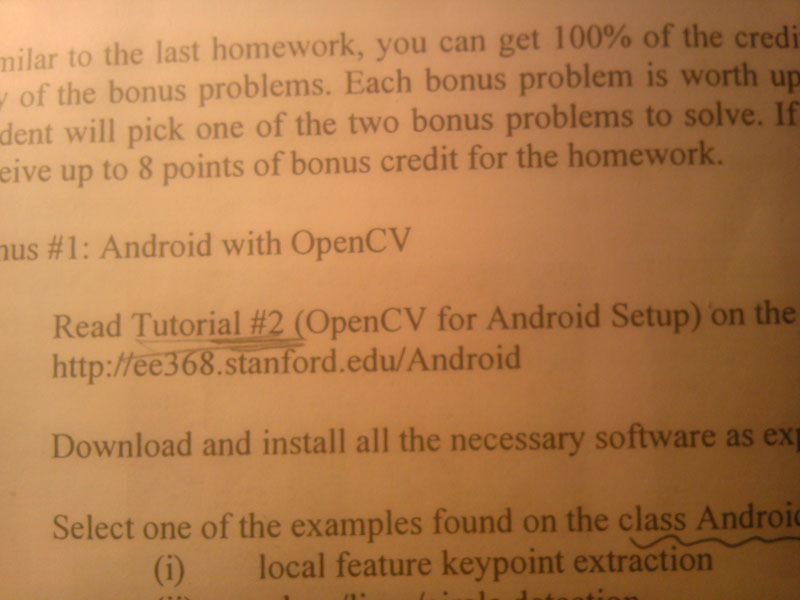 milar to the last homework, you can get 100% of the credi
y of the bonus problems. Each bonus problem is worth up
dent will pick one of the two bonus problems to solve. If
eive up to 8 points of bonus credit for the homework.
nus #1: Android with OpenCV
Read Tutorial #2 (OpenCV for Android Setup) on the
http://ee368.stanford.edu/Android
Download and install all the necessary software as exp
Select one of the examples found on the class Android
(i) local feature keypoint extraction